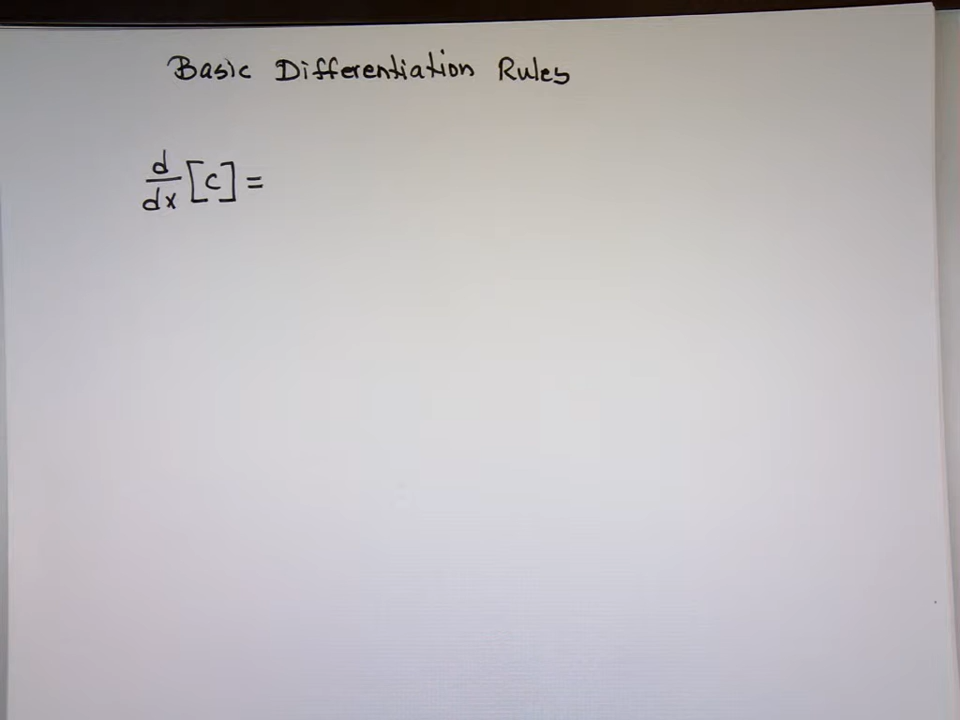 Basic Differentiation Rules
d/dx [c] =